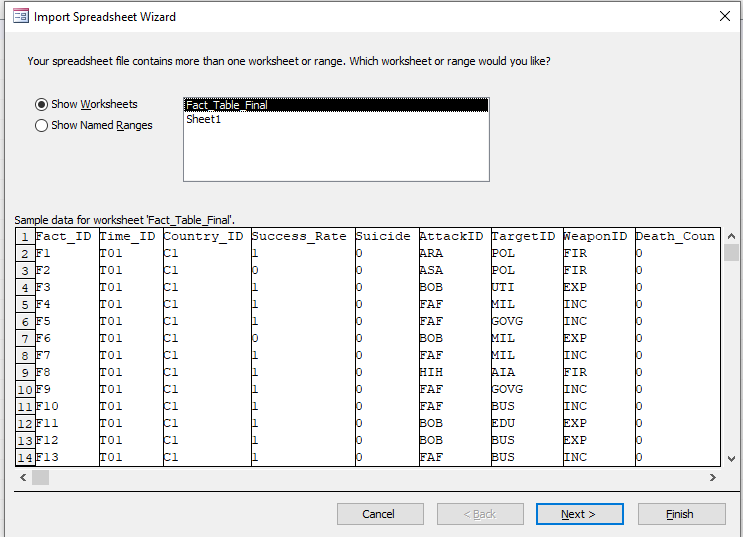 Import Spreadsheet Wizard
Your spreadsheet file contains more than one worksheet or range. Which worksheet or range would you like?
Show Worksheets
Show Named Ranges
Fact_Table_Final
Sheet1
Sample data for worksheet 'Fact_Table_Final'.
1 Fact_ID Time_ID Country_ID Success_Rate Suicide AttackID TargetID WeaponID Death_Coun
2 F1 T01 C1 1 0 ARA POL FIR 0
3 F2 T01 C1 0 0 ASA POL FIR 0
4 F3 T01 C1 1 0 BOB UTI EXP 0
5 F4 T01 C1 1 0 FAF MIL INC 0
6 F5 T01 C1 1 0 FAF GOVG INC 0
7 F6 T01 C1 0 0 BOB MIL EXP 0
8 F7 T01 C1 1 0 FAF MIL INC 0
9 F8 T01 C1 1 0 HIH AIA FIR 0
10 F9 T01 C1 1 0 FAF GOVG INC 0
11 F10 T01 C1 1 0 FAF BUS INC 0
12 F11 T01 C1 1 0 BOB EDU EXP 0
13 F12 T01 C1 1 0 BOB BUS EXP 0
14 F13 T01 C1 1 0 FAF BUS INC 0
Cancel < Back Next > Finish